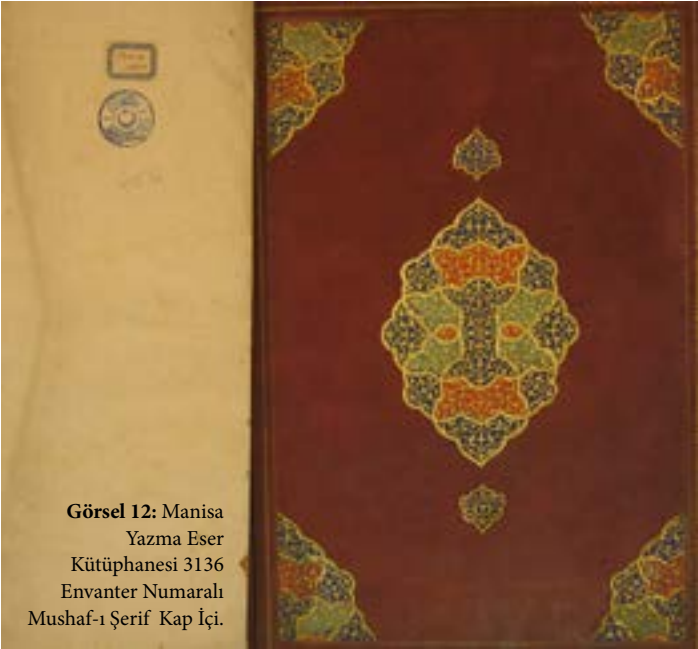 Görsel 12: Manisa
Yazma Eser
Kütüphanesi 3136
Envanter Numaralı
Mushaf-ı Şerif Kap İçi.